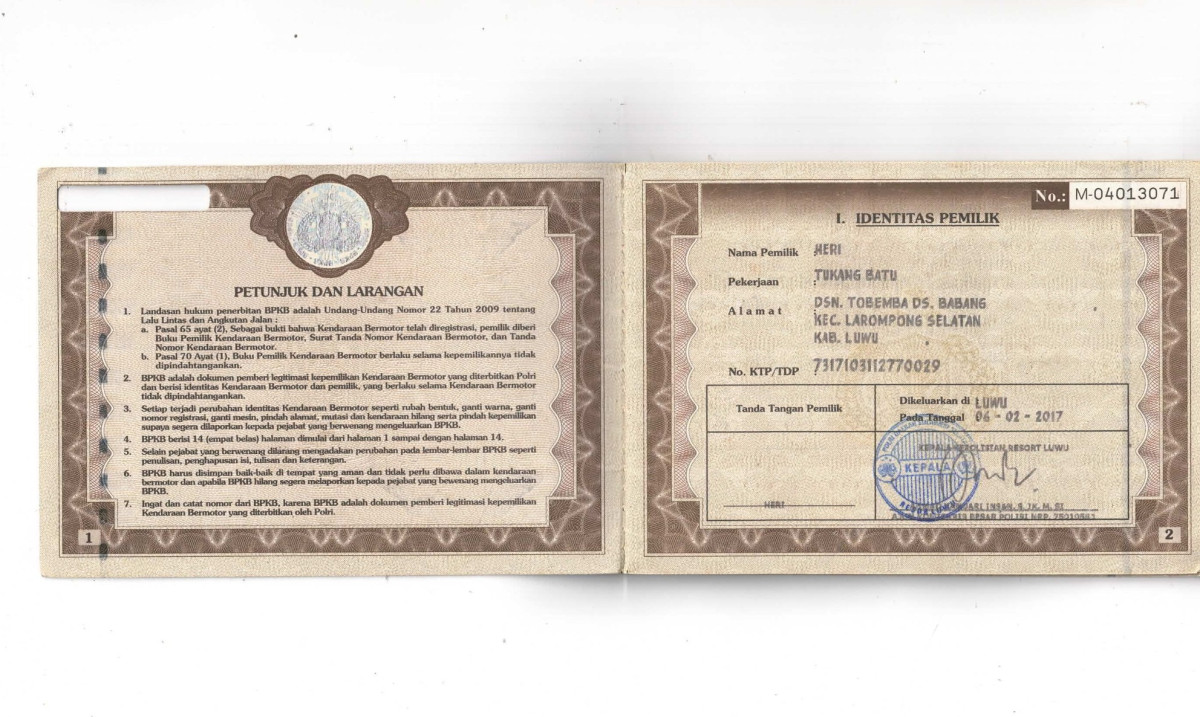 PETUNJUK DAN LARANGAN
1. Landasan hukum penerbitan BPKB adalah Undang-Undang Nomor 22 Tahun 2009 tentang
Lalu Lintas dan Angkutan Jalan :
a. Pasal 65 ayat (2), Sebagai bukti bahwa Kendaraan Bermotor telah diregistrasi, pemilik diberi
Buku Pemilik Kendaraan Bermotor, Surat Tanda Nomor Kendaraan Bermotor, dan Tanda
Nomor Kendaraan Bermotor.
b. Pasal 70 Ayat (1), Buku Pemilik Kendaraan Bermotor berlaku selama kepemilikannya tidak
dipindahtangankan.
2. BPKB adalah dokumen pemberi legitimasi kepemilikan Kendaraan Bermotor yang diterbitkan Polri
dan berisi identitas Kendaraan Bermotor dan pemilik, yang berlaku selama Kendaraan Bermotor
tidak dipindahtangankan.
3. Setiap terjadi perubahan identitas Kendaraan Bermotor seperti rubah bentuk, ganti warna, ganti
nomor registrasi, ganti mesin, pindah alamat, mutasi dan kendaraan hilang serta pindah kepemilikan
supaya segera dilaporkan kepada pejabat yang berwenang mengeluarkan BPKB.
4. BPKB berisi 14 (empat belas) halaman dimulai dari halaman 1 sampai dengan halaman 14.
5. Selain pejabat yang berwenang dilarang mengadakan perubahan pada lembar-lembar BPKB seperti
penulisan, penghapusan isi, tulisan dan keterangan.
6. BPKB harus disimpan baik-baik di tempat yang aman dan tidak perlu dibawa dalam kendaraan
bermotor dan apabila BPKB hilang segera melaporkan kepada pejabat yang bewenang mengeluarkan
BPKB.
7. Ingat dan catat nomor dari BPKB, karena BPKB adalah dokumen pemberi legitimasi kepemilikan
Kendaraan Bermotor yang diterbitkan oleh Polri.
1
No.: M-04013071
I. IDENTITAS PEMILIK
Nama Pemilik : HERI
Pekerjaan : TUKANG BATU
Alamat : DSN. TOBEMBA DS. BABANG
KEC. LAROMPONG SELATAN
KAB. LUWU
No. KTP/TDP 7317103112770029
Tanda Tangan Pemilik
Dikeluarkan di LUWU
Pada Tanggal 06 - 02 - 2017
KEPALA KEPOLISIAN RESORT LUWU
KEPALA
HERI
BESAR POLISI NRP.
2